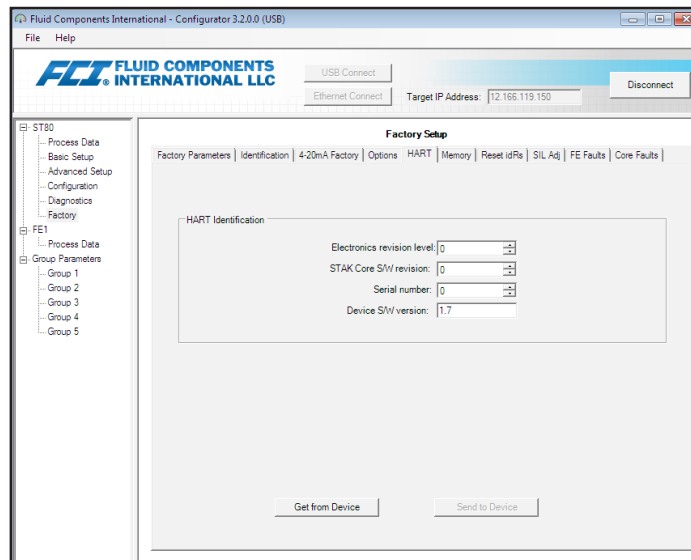 Fluid Components International - Configurator 3.2.0.0 (USB)
File Help
FCI® FLUID COMPONENTS
INTERNATIONAL LLC
USB Connect
Ethernet Connect
Target IP Address: 12.166.119.150
Disconnect
ST80
Process Data
Basic Setup
Advanced Setup
Configuration
Diagnostics
Factory
FE1
Process Data
Group Parameters
Group 1
Group 2
Group 3
Group 4
Group 5
Factory Setup
Factory Parameters Identification 4-20mA Factory Options HART Memory Reset idRs SIL Adj FE Faults Core Faults
HART Identification
Electronics revision level: 0
STAK Core S/W revision: 0
Serial number: 0
Device S/W version: 1.7
Get from Device Send to Device